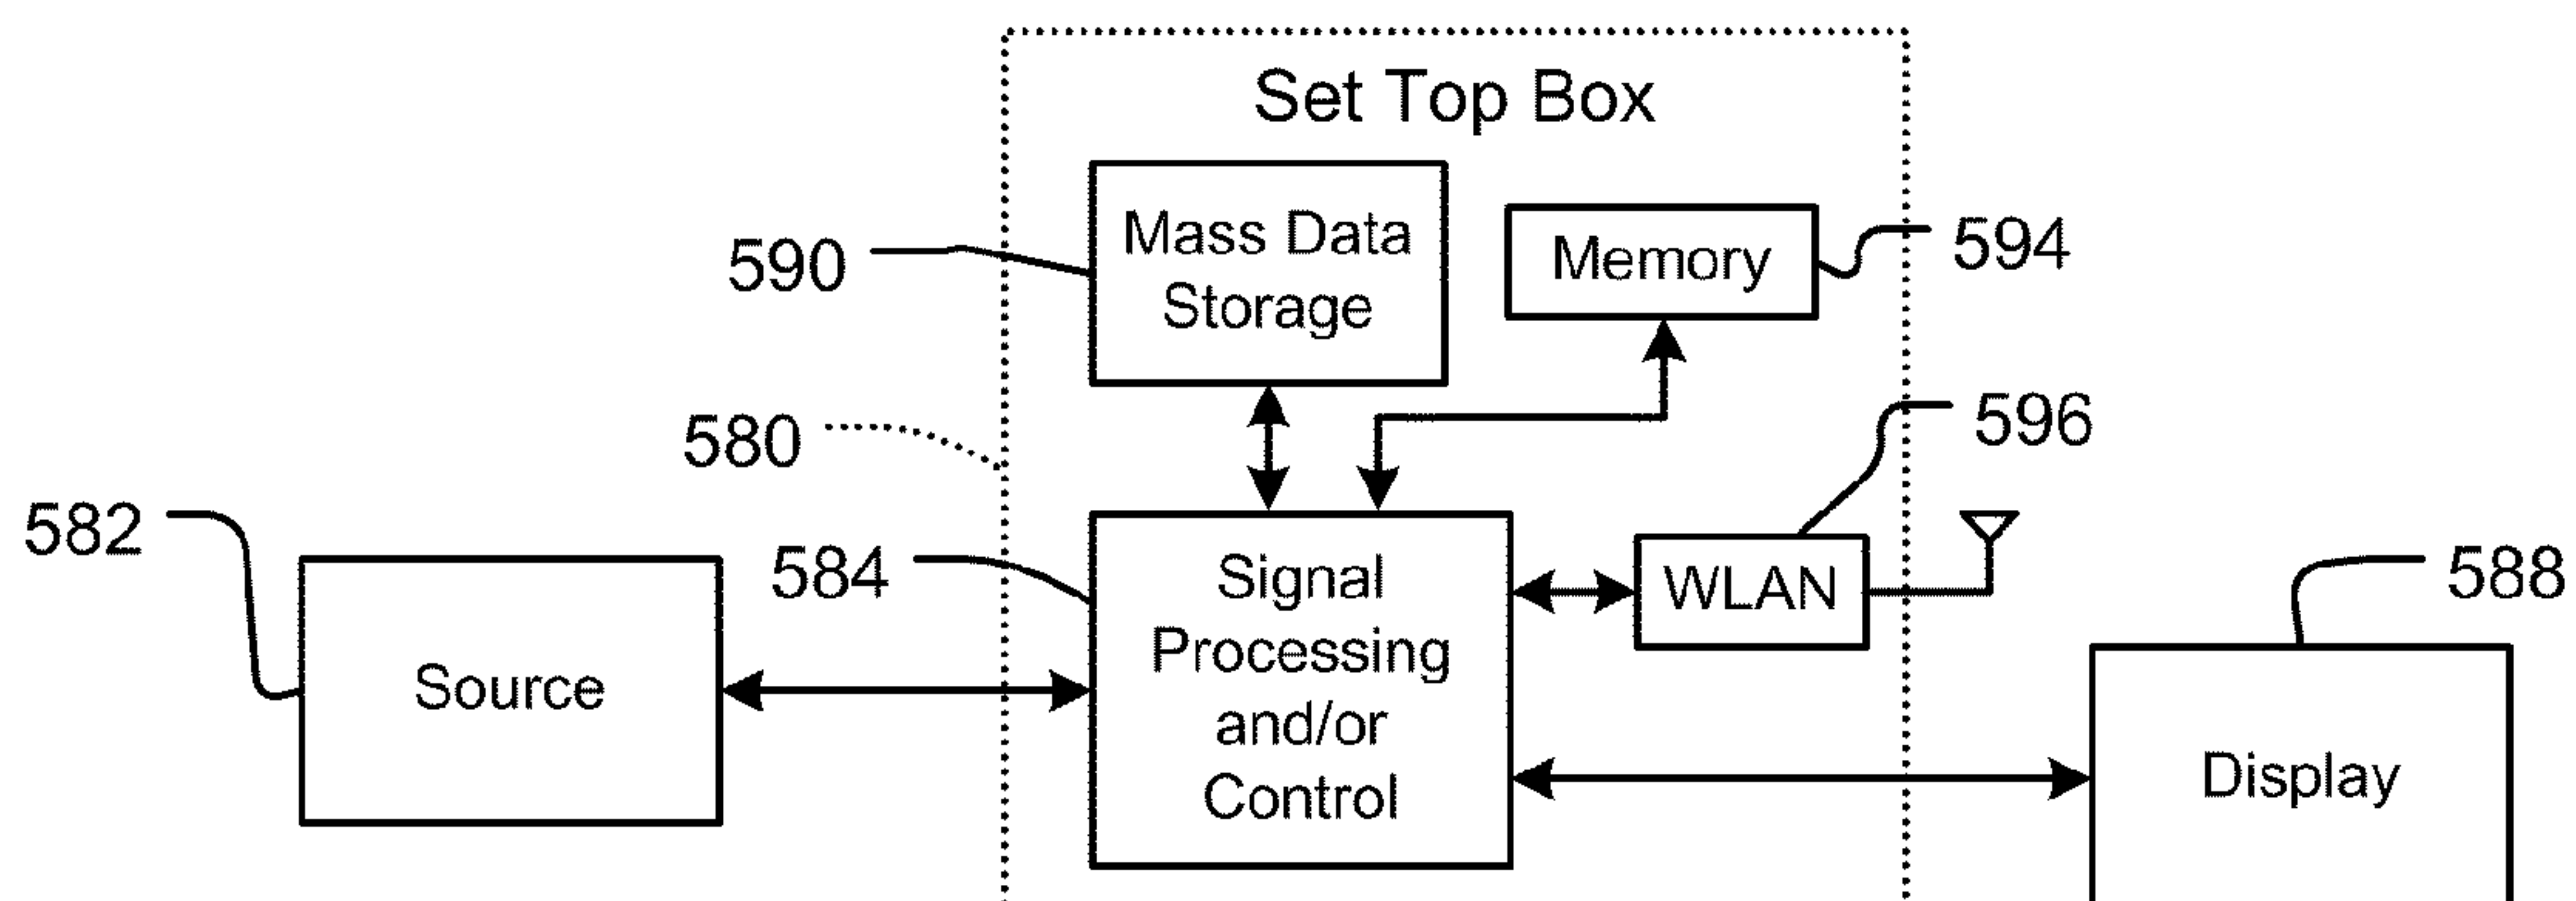 Set Top Box
Mass Data
Storage
590
Memory
594
580
596
582
584
Signal
Processing
and/or
Control
WLAN
588
Source
Display